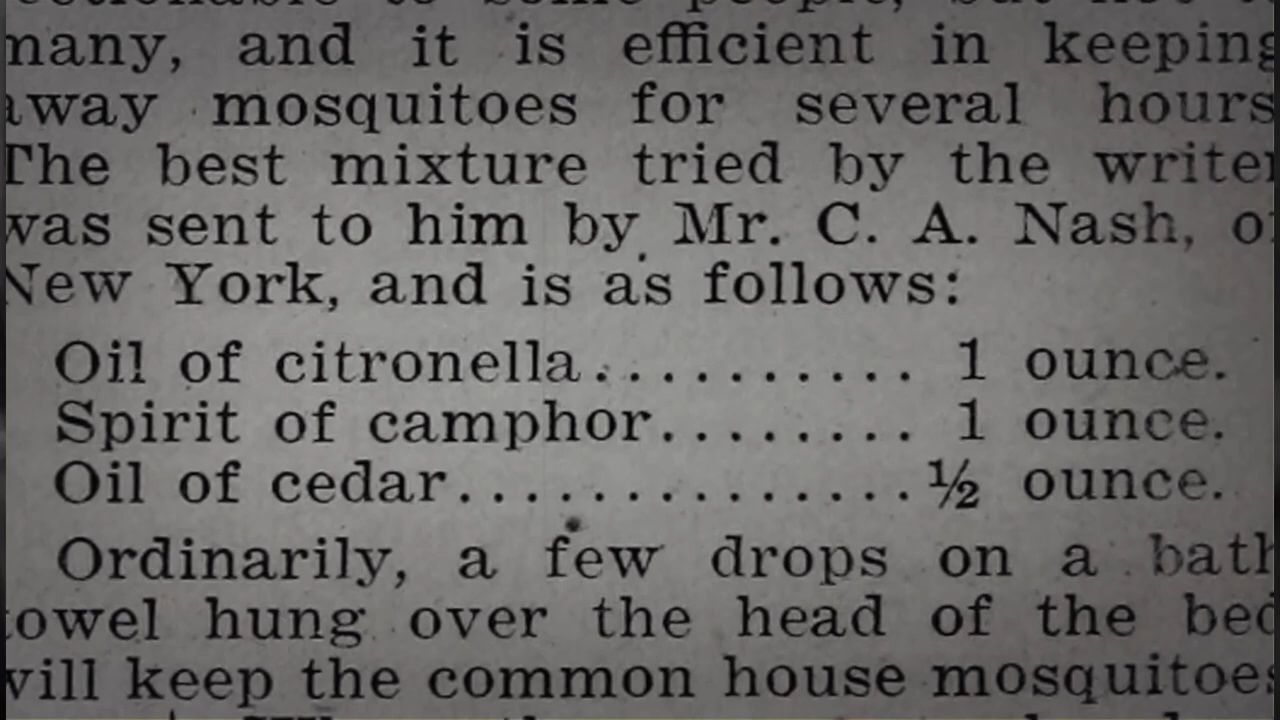 many, and it is efficient in keeping
away mosquitoes for several hours.
The best mixture tried by the writer
was sent to him by Mr. C. A. Nash, of
New York, and is as follows:
Oil of citronella........... 1 ounce.
Spirit of camphor........ 1 ounce.
Oil of cedar..............½ ounce.
Ordinarily, a few drops on a bath
towel hung over the head of the bed
will keep the common house mosquitoes